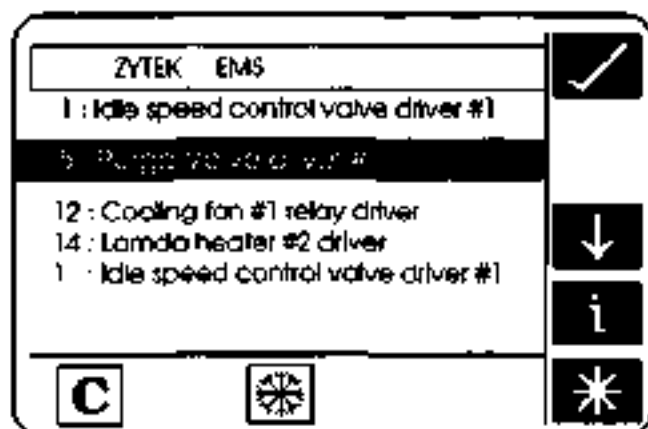 ZYTEK EMS
1 : Idle speed control valve driver #1
12 : Cooling fan #1 relay driver
14 : Lamda heater #2 driver
1 : Idle speed control valve driver #1
i
C